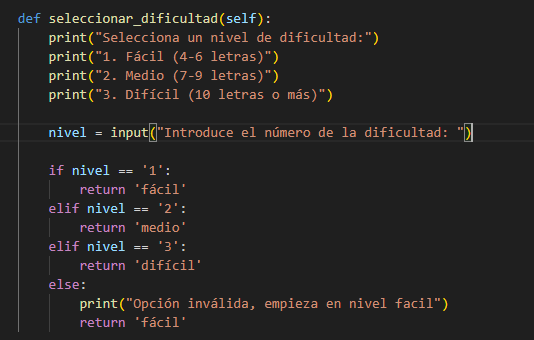 def seleccionar_dificultad(self):
print("Selecciona un nivel de dificultad:")
print("1. Fácil (4-6 letras)")
print("2. Medio (7-9 letras)")
print("3. Difícil (10 letras o más)")
nivel = input("Introduce el número de la dificultad: ")
if nivel == '1':
return 'fácil'
elif nivel == '2':
return 'medio'
elif nivel == '3':
return 'difícil'
else:
print("Opción inválida, empieza en nivel facil")
return 'fácil'